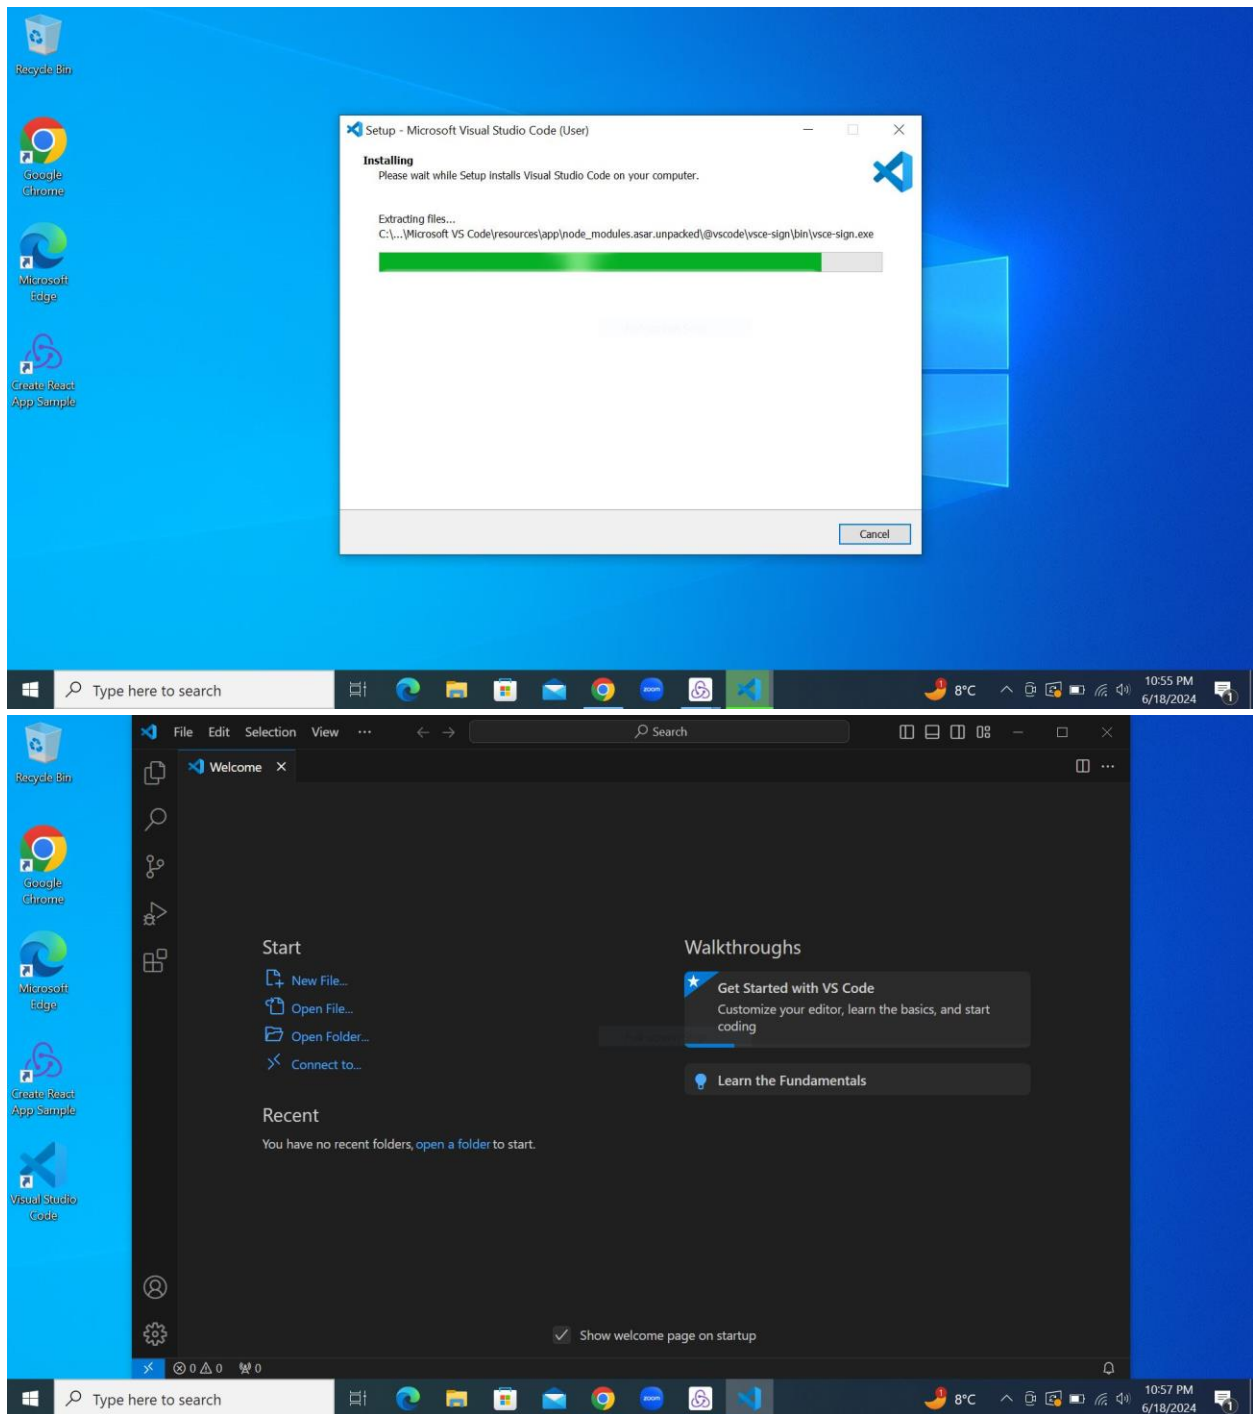 Recycle Bin
Google
Chrome
Microsoft
Edge
Create React
App Sample
Setup - Microsoft Visual Studio Code (User)
Installing
Please wait while Setup installs Visual Studio Code on your computer.
Extracting files...
C:\...\Microsoft VS Code\resources\app\node_modules.asar.unpacked\@vscode\vsce-sign\bin\vsce-sign.exe
Cancel
Type here to search
zoom
1
8°C
10:55 PM
6/18/2024
1
Recycle Bin
Google
Chrome
Microsoft
Edge
Create React
App Sample
Visual Studio
Code
File Edit Selection View ···
Search
Welcome
Start
New File...
Open File...
Open Folder...
Connect to...
Recent
You have no recent folders, open a folder to start.
Walkthroughs
Get Started with VS Code
Customize your editor, learn the basics, and start
coding
Learn the Fundamentals
Show welcome page on startup
0 0 0
Type here to search
zoom
1
8°C
10:57 PM
6/18/2024
1